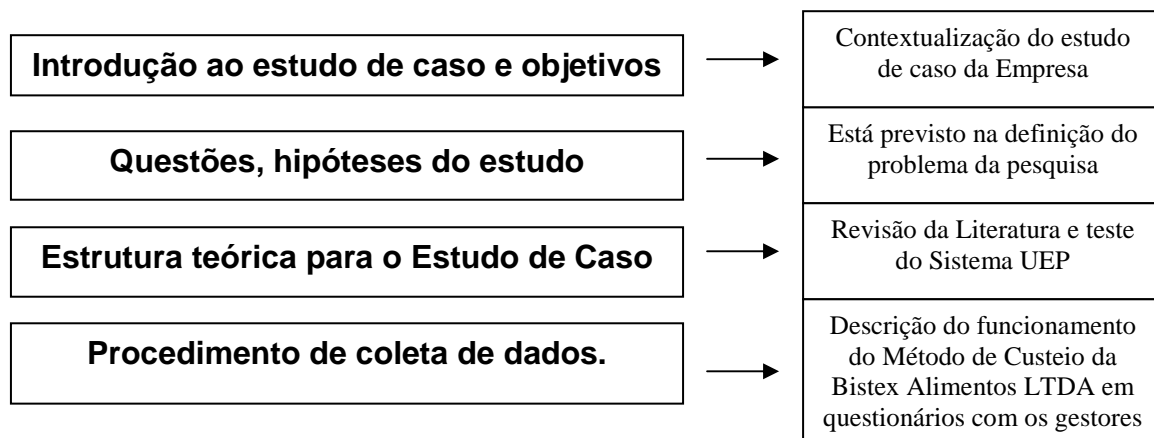 Introdução ao estudo de caso e objetivos
Contextualização do estudo
de caso da Empresa
Questões, hipóteses do estudo
Está previsto na definição do
problema da pesquisa
Estrutura teórica para o Estudo de Caso
Revisão da Literatura e teste
do Sistema UEP
Procedimento de coleta de dados.
Descrição do funcionamento
do Método de Custeio da
Bistex Alimentos LTDA em
questionários com os gestores